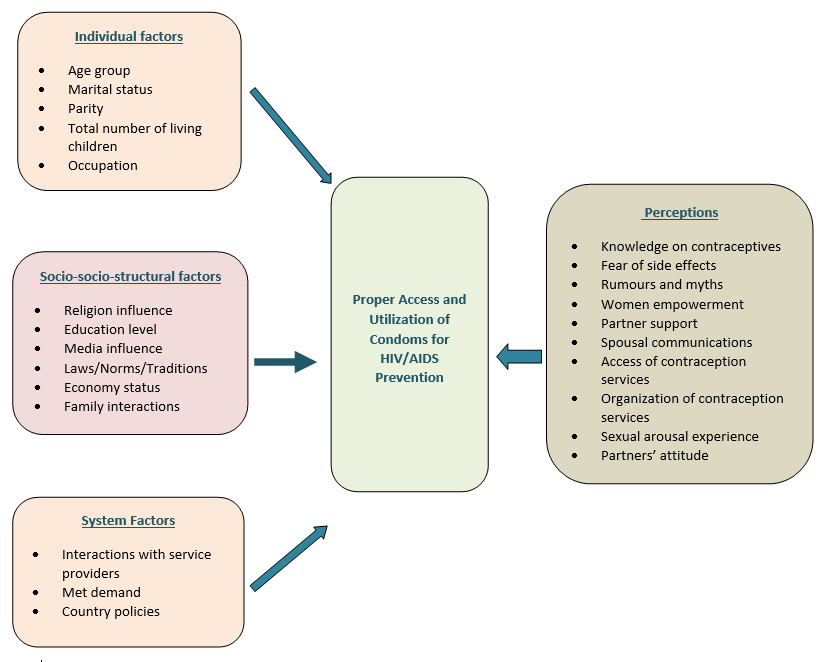 Individual factors
• Age group
• Marital status
• Parity
• Total number of living
children
• Occupation
Socio-socio-structural factors
• Religion influence
• Education level
• Media influence
• Laws/Norms/Traditions
• Economy status
• Family interactions
System Factors
• Interactions with service
providers
• Met demand
• Country policies
Proper Access and
Utilization of
Condoms for
HIV/AIDS
Prevention
Perceptions
• Knowledge on contraceptives
• Fear of side effects
• Rumours and myths
• Women empowerment
• Partner support
• Spousal communications
• Access of contraception
services
• Organization of contraception
services
• Sexual arousal experience
• Partners’ attitude